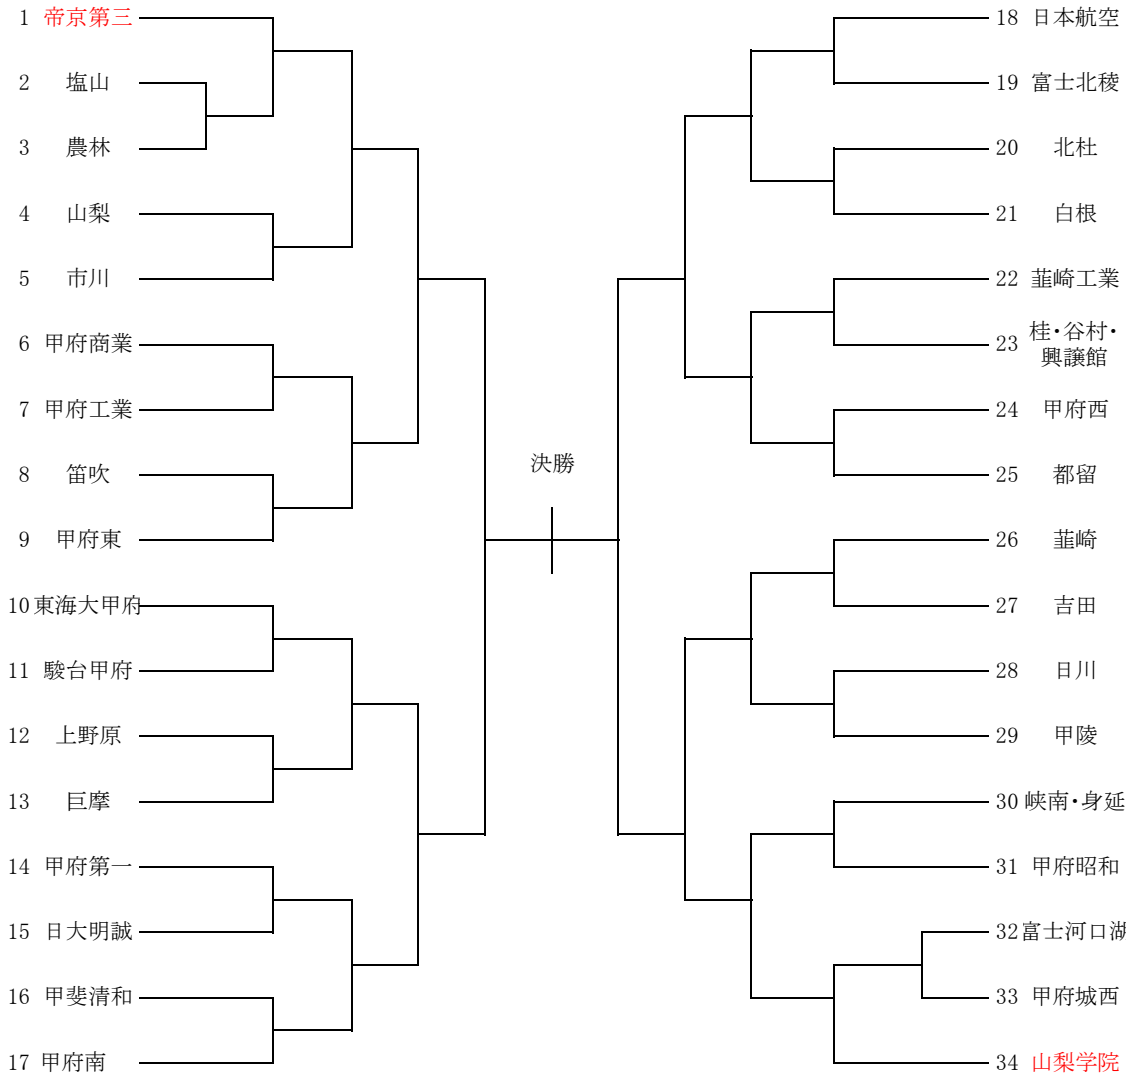 1 帝京第三
2 塩山
3 農林
4 山梨
5 市川
6 甲府商業
7 甲府工業
8 笛吹
9 甲府東
10 東海大甲府
11 駿台甲府
12 上野原
13 巨摩
14 甲府第一
15 日大明誠
16 甲斐清和
17 甲府南
決勝
18 日本航空
19 富士北稜
20 北杜
21 白根
22 韮崎工業
23 桂・谷村・
興譲館
24 甲府西
25 都留
26 韮崎
27 吉田
28 日川
29 甲陵
30 峡南・身延
31 甲府昭和
32 富士河口湖
33 甲府城西
34 山梨学院